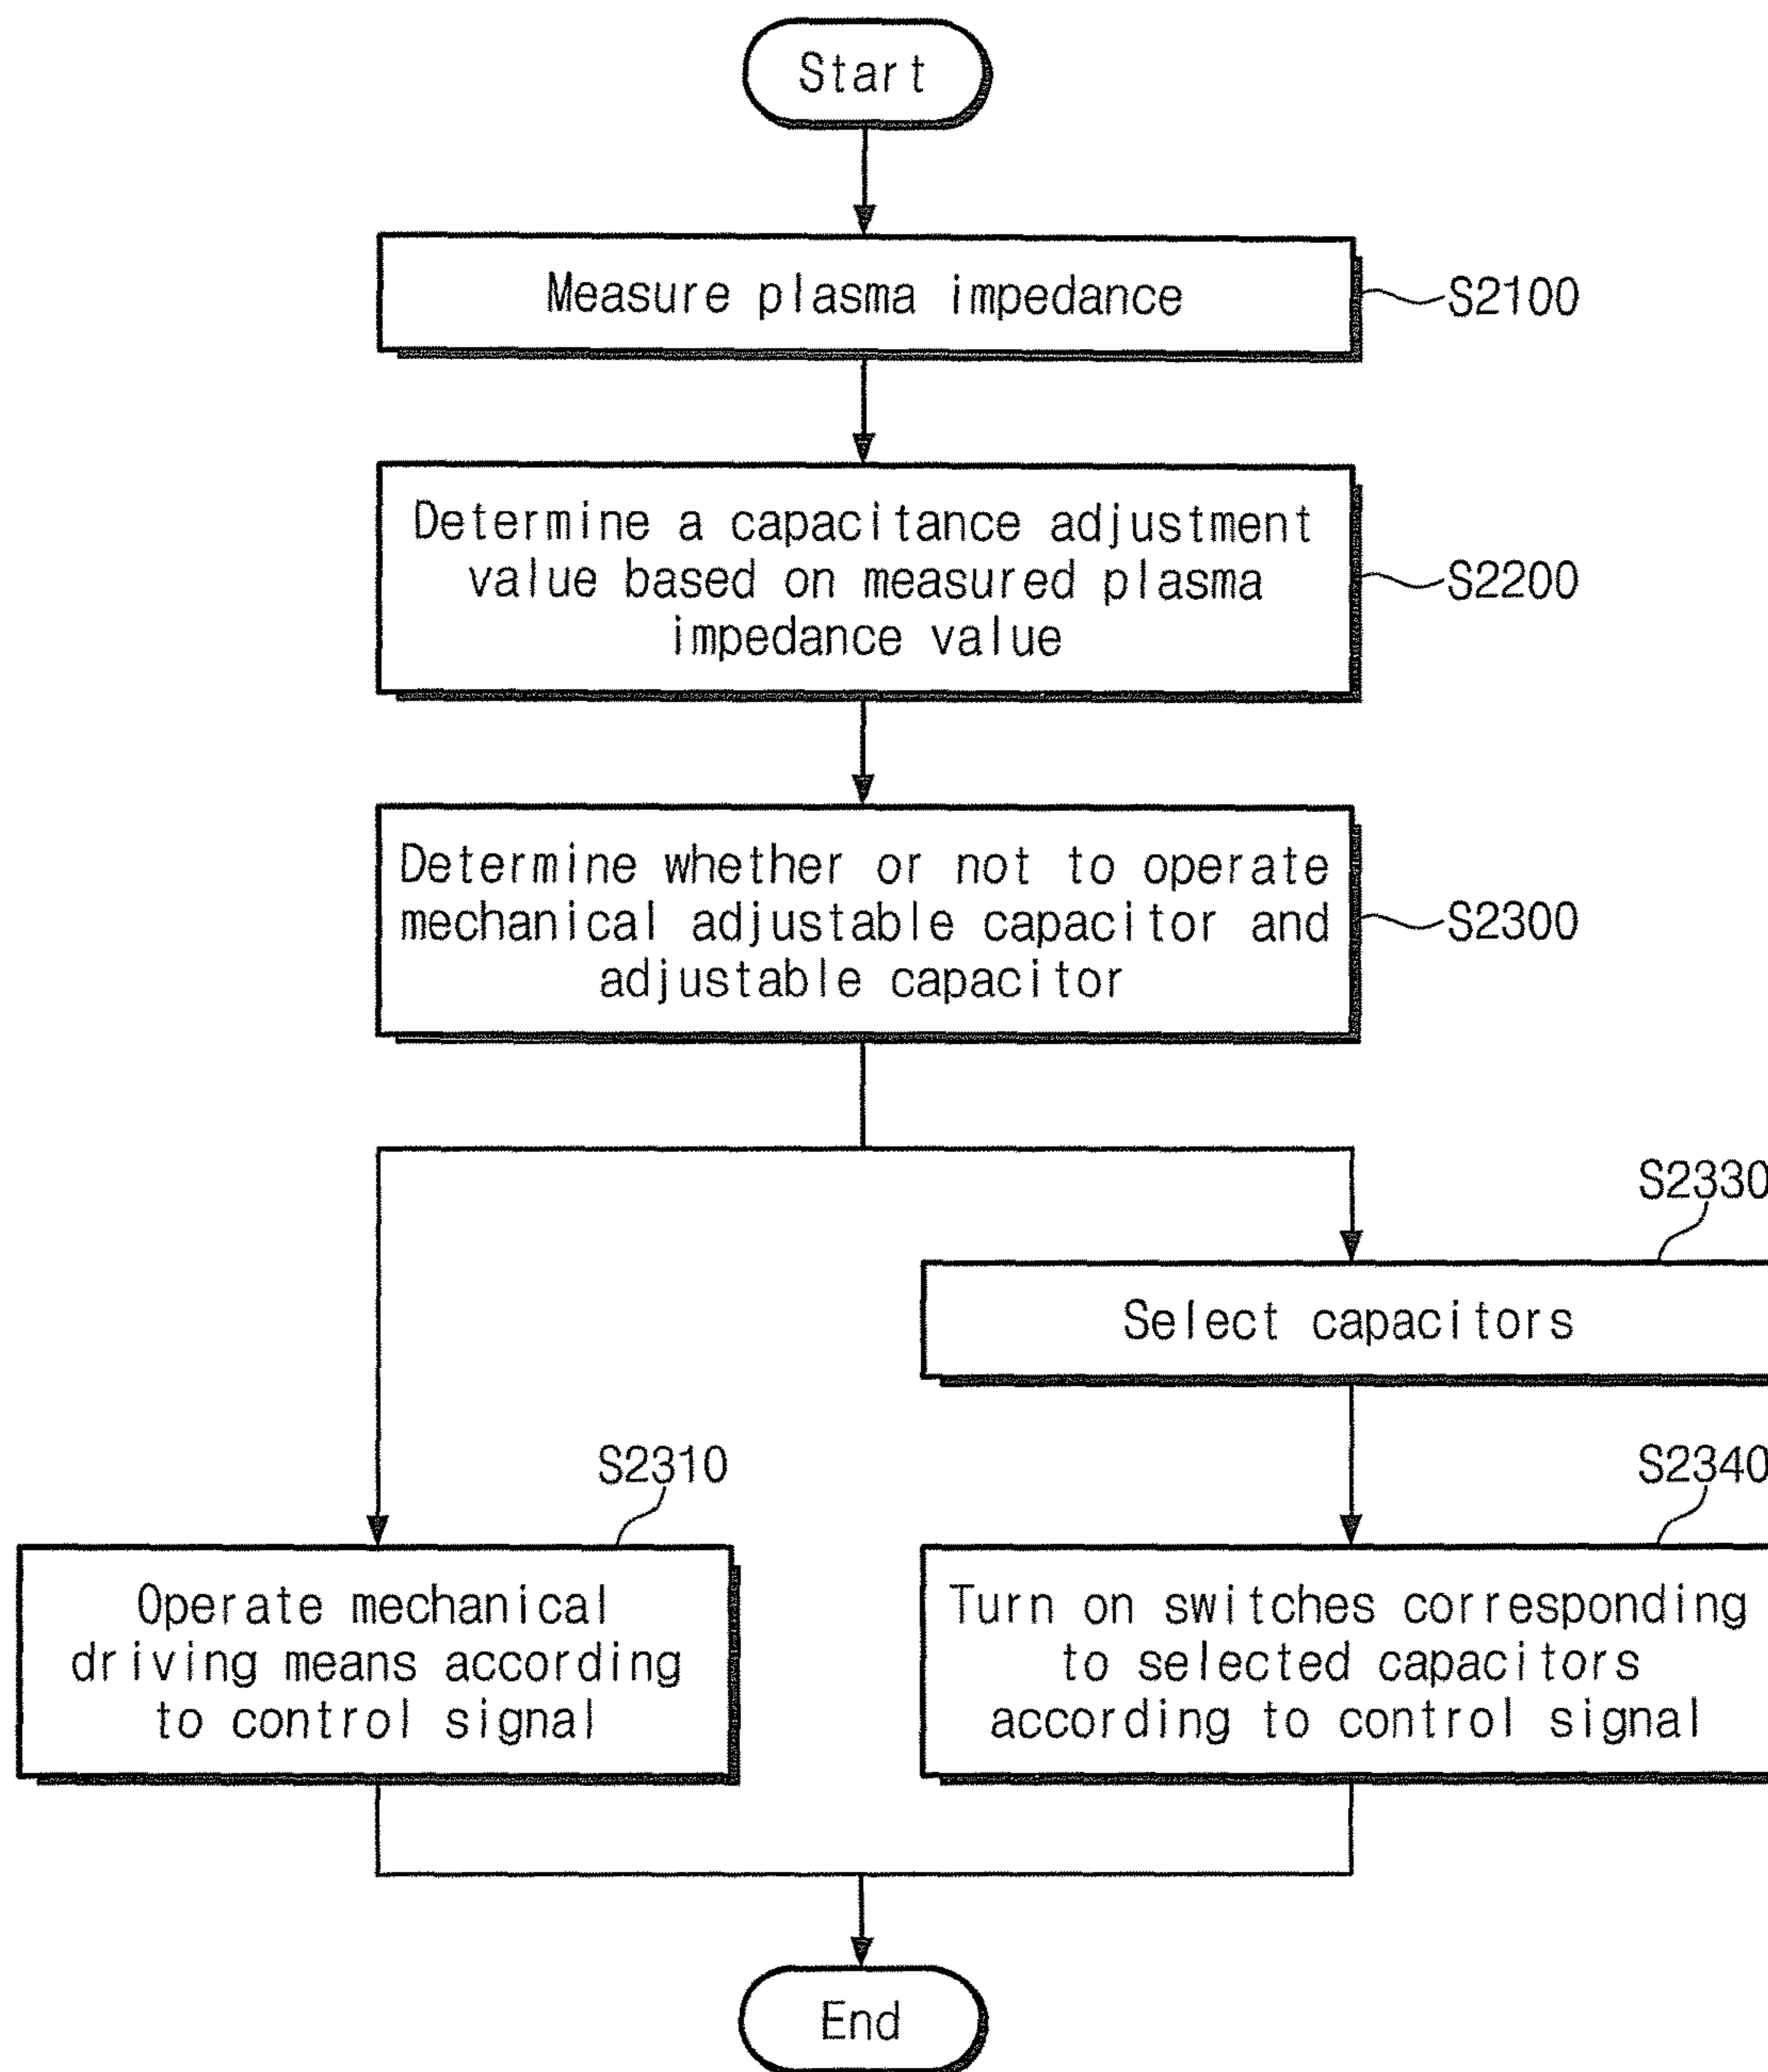 Start
Measure plasma impedance
S2100
Determine a capacitance adjustment
value based on measured plasma
impedance value
S2200
Determine whether or not to operate
mechanical adjustable capacitor and
adjustable capacitor
S2300
S2330
Select capacitors
S2310
S2340
Operate mechanical
driving means according
to control signal
Turn on switches corresponding
to selected capacitors
according to control signal
End